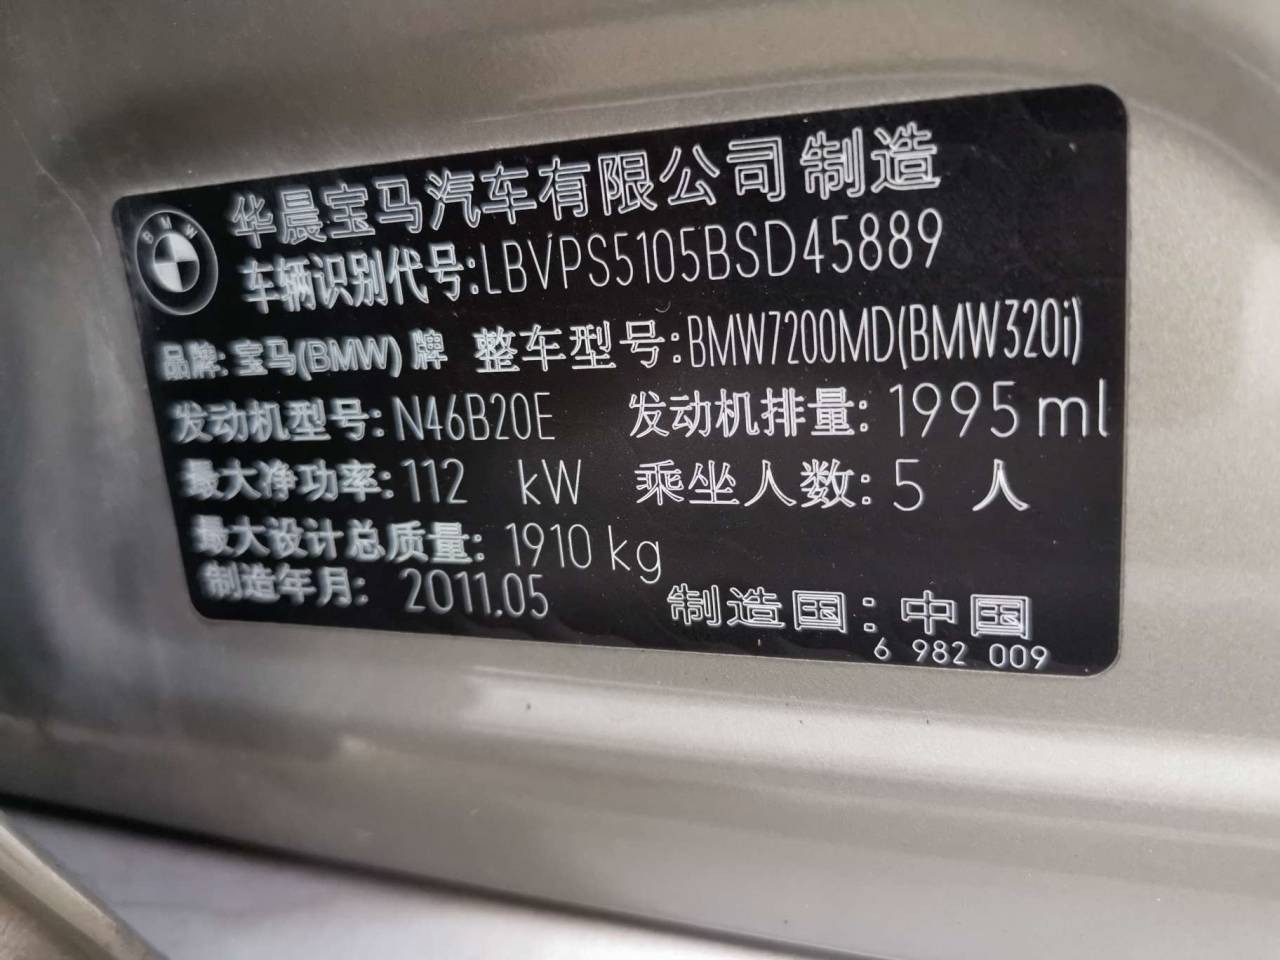 BMW
华晨宝马汽车有限公司 制造
车辆识别代号:LBVPS5105BSD45889
品牌: 宝马(BMW) 牌 整车型号:BMW7200MD(BMW320i)
发动机型号: N46B20E 发动机排量: 1995 ml
最大净功率: 112 kW 乘坐人数: 5 人
最大设计总质量: 1910 kg
制造年月: 2011.05 制造国: 中国
6 982 009